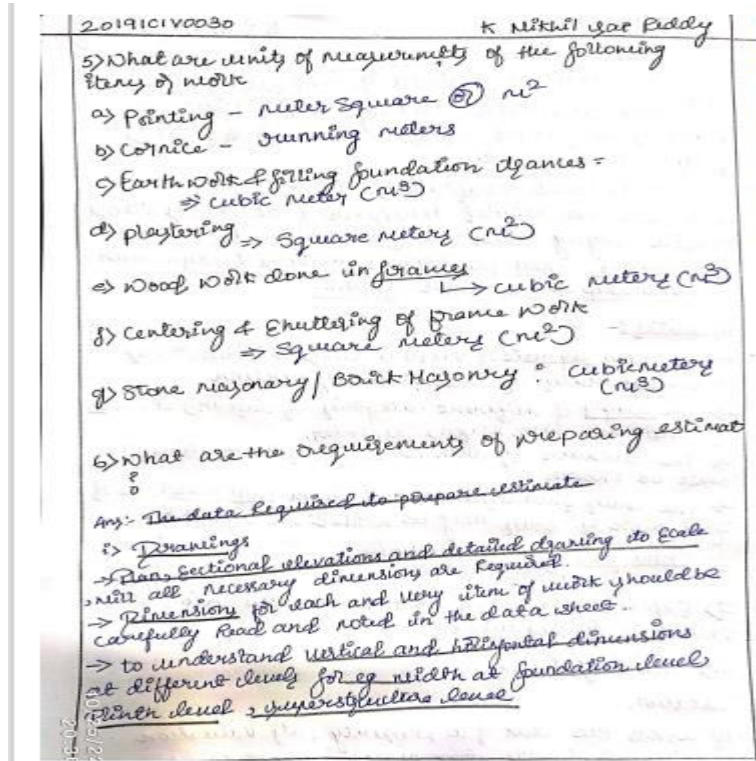 20191CIV0030 K Nikhil Sai Reddy
5) What are units of measurements of the following
items of work
a) Pointing - meter Square or m²
b) Cornice - running meters
c) Earthwork & filling foundation =
⇒ cubic meter (m³)
d) plastering ⇒ Square meters (m²)
e) Wood work done in frames
↳ cubic meters (m³)
f) Centering & Shuttering of frame work
⇒ Square meters (m²)
g) Stone masonary / Brick Masonry : cubic meters
(m³)
6) What are the requirements of preparing estimat
?
Ans:- The data Required to prepare estimate
i) Drawings
→ Plan, Sectional elevations and detailed drawing to Scale
with all necessary dimensions are Required.
→ Dimensions for each and very item of work should be
carefully Read and noted in the data sheet.
→ to understand vertical and horizontal dimensions
at different levels for eg width at foundation level,
Plinth level, superstructure level